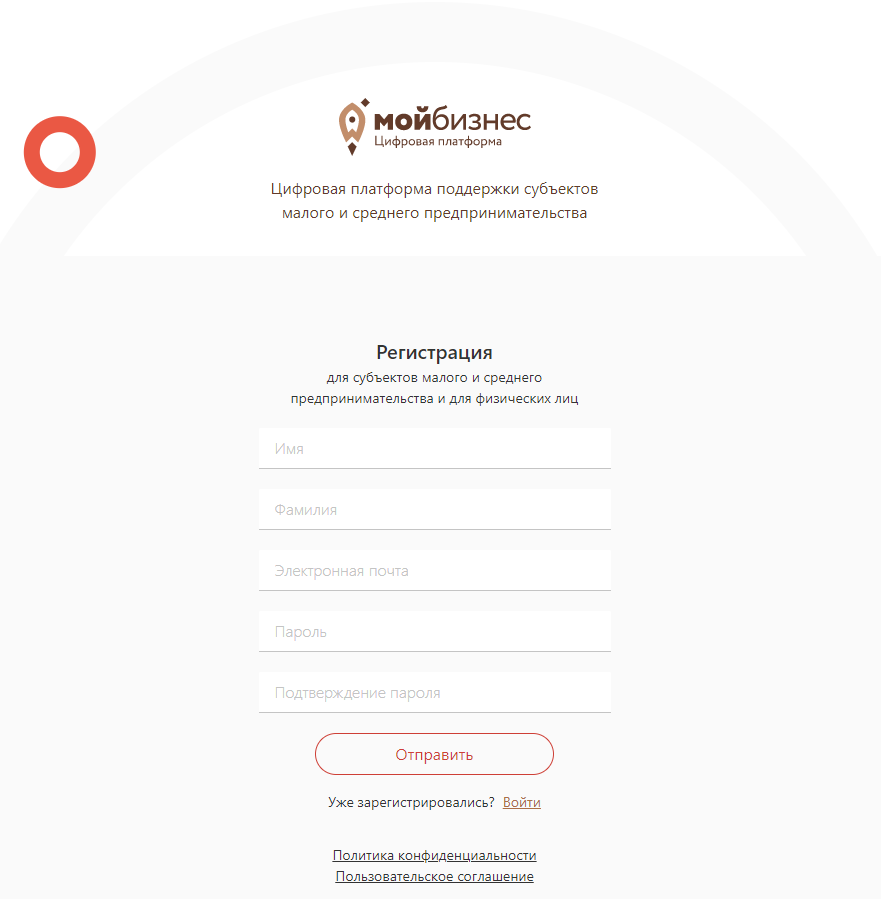 мойбизнес
Цифровая платформа
Цифровая платформа поддержки субъектов
малого и среднего предпринимательства
Регистрация
для субъектов малого и среднего
предпринимательства и для физических лиц
Имя
Фамилия
Электронная почта
Пароль
Подтверждение пароля
Отправить
Уже зарегистрировались? Войти
Политика конфиденциальности
Пользовательское соглашение